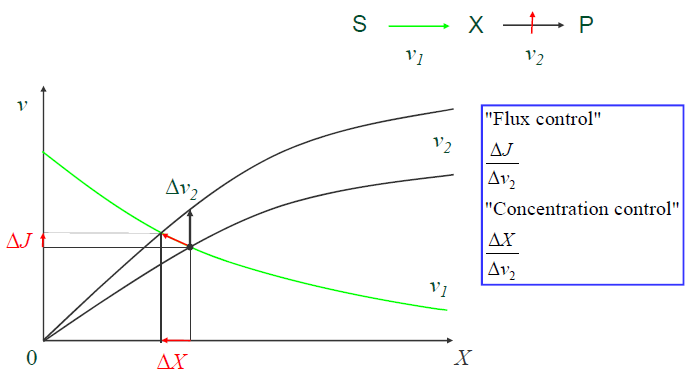 S X P
v1 v2
v
"Flux control"
ΔJ
Δv2
"Concentration control"
ΔX
Δv2
v2
Δv2
ΔJ
v1
0 ΔX X